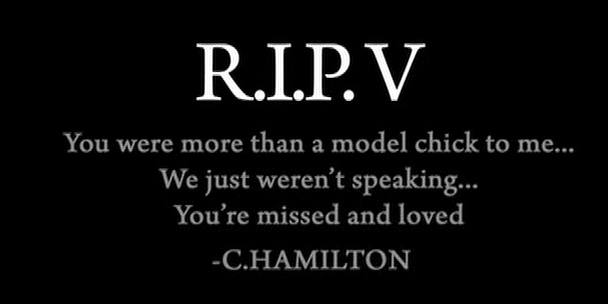 R.I.P. V
You were more than a model chick to me...
We just weren't speaking...
You're missed and loved
-C.HAMILTON